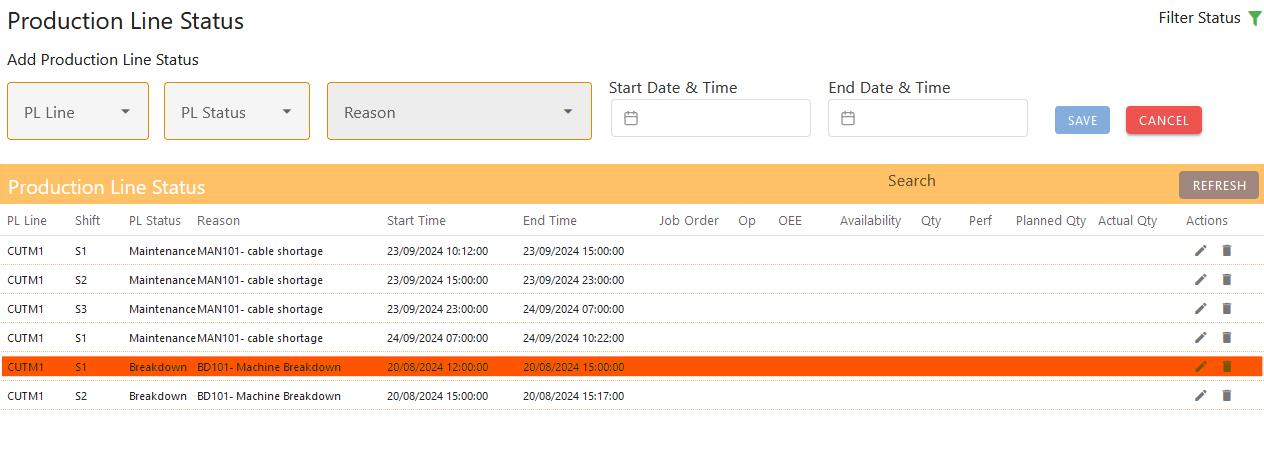 Production Line Status
Filter Status
Add Production Line Status
Start Date & Time End Date & Time
PL Line PL Status Reason SAVE CANCEL
Production Line Status Search REFRESH
PL Line Shift PL Status Reason Start Time End Time Job Order Op OEE Availability Qty Perf Planned Qty Actual Qty Actions
CUTM1 S1 Maintenance MAN101- cable shortage 23/09/2024 10:12:00 23/09/2024 15:00:00
CUTM1 S2 Maintenance MAN101- cable shortage 23/09/2024 15:00:00 23/09/2024 23:00:00
CUTM1 S3 Maintenance MAN101- cable shortage 23/09/2024 23:00:00 24/09/2024 07:00:00
CUTM1 S1 Maintenance MAN101- cable shortage 24/09/2024 07:00:00 24/09/2024 10:22:00
CUTM1 S1 Breakdown BD101- Machine Breakdown 20/08/2024 12:00:00 20/08/2024 15:00:00
CUTM1 S2 Breakdown BD101- Machine Breakdown 20/08/2024 15:00:00 20/08/2024 15:17:00